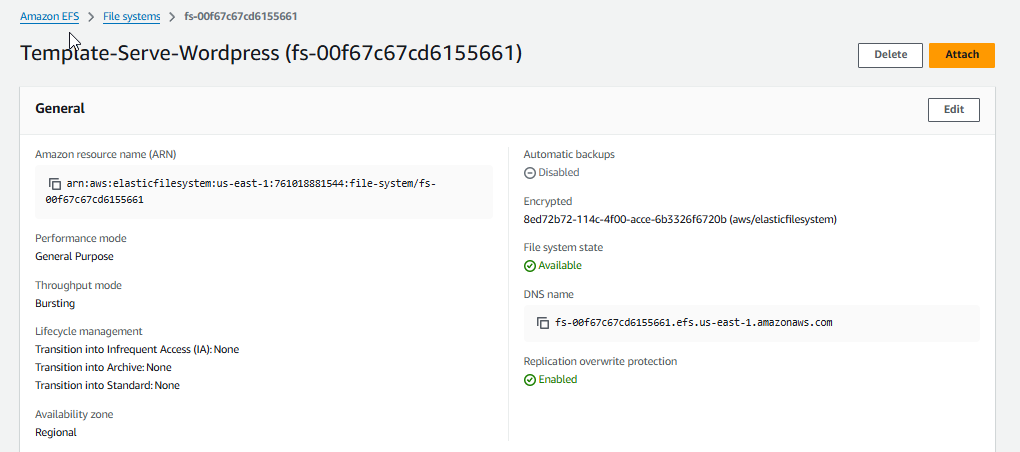 Amazon EFS > File systems > fs-00f67c67cd6155661
Template-Serve-Wordpress (fs-00f67c67cd6155661)
Delete
Attach
General
Edit
Amazon resource name (ARN)
arn:aws:elasticfilesystem:us-east-1:761018881544:file-system/fs-
00f67c67cd6155661
Performance mode
General Purpose
Throughput mode
Bursting
Lifecycle management
Transition into Infrequent Access (IA): None
Transition into Archive: None
Transition into Standard: None
Availability zone
Regional
Automatic backups
Disabled
Encrypted
8ed72b72-114c-4f00-acce-6b3326f6720b (aws/elasticfilesystem)
File system state
Available
DNS name
fs-00f67c67cd6155661.efs.us-east-1.amazonaws.com
Replication overwrite protection
Enabled